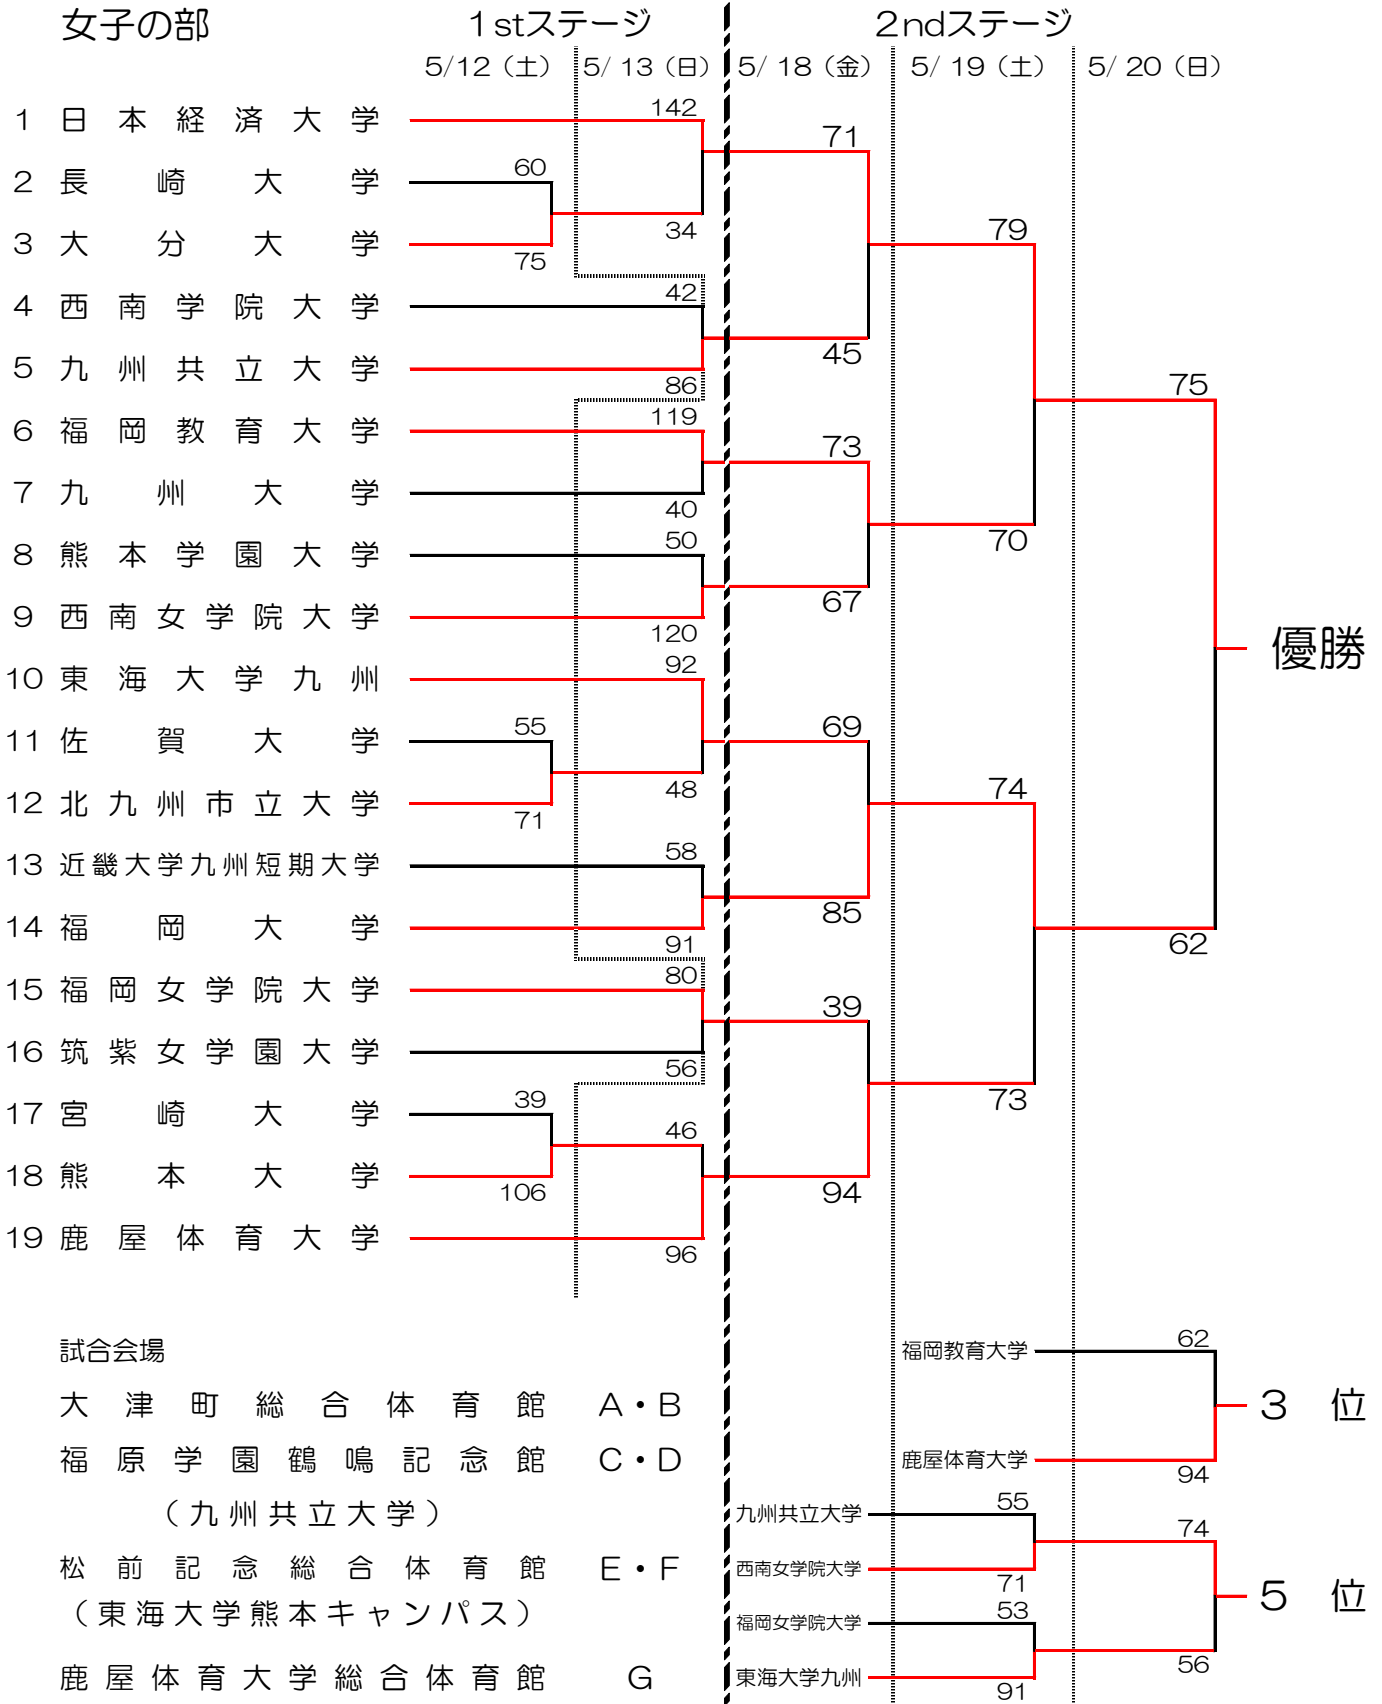 女子の部 1stステージ 2ndステージ
5/12（土） 5/13（日） 5/18（金） 5/19（土） 5/20（日）
1 日本経済大学 142
71
2 長崎大学 60
34 79
3 大分大学
75
4 西南学院大学 42
45
5 九州共立大学
86 75
6 福岡教育大学 119
73
7 九州大学
40
8 熊本学園大学 50 70
67
9 西南女学院大学
120 優勝
10 東海大学九州 92
11 佐賀大学 55 69
48 74
12 北九州市立大学
71
13 近畿大学九州短期大学 58
85
14 福岡大学
91 62
15 福岡女学院大学 80
39
16 筑紫女学園大学
56
17 宮崎大学 39 73
46
18 熊本大学
106 94
19 鹿屋体育大学
96
試合会場 福岡教育大学 62
大津町総合体育館 A・B 3位
福原学園鶴鳴記念館 C・D 鹿屋体育大学
94
（九州共立大学） 九州共立大学 55
74
松前記念総合体育館 E・F 西南女学院大学
71 5位
（東海大学熊本キャンパス） 福岡女学院大学 53
56
鹿屋体育大学総合体育館 G 東海大学九州
91